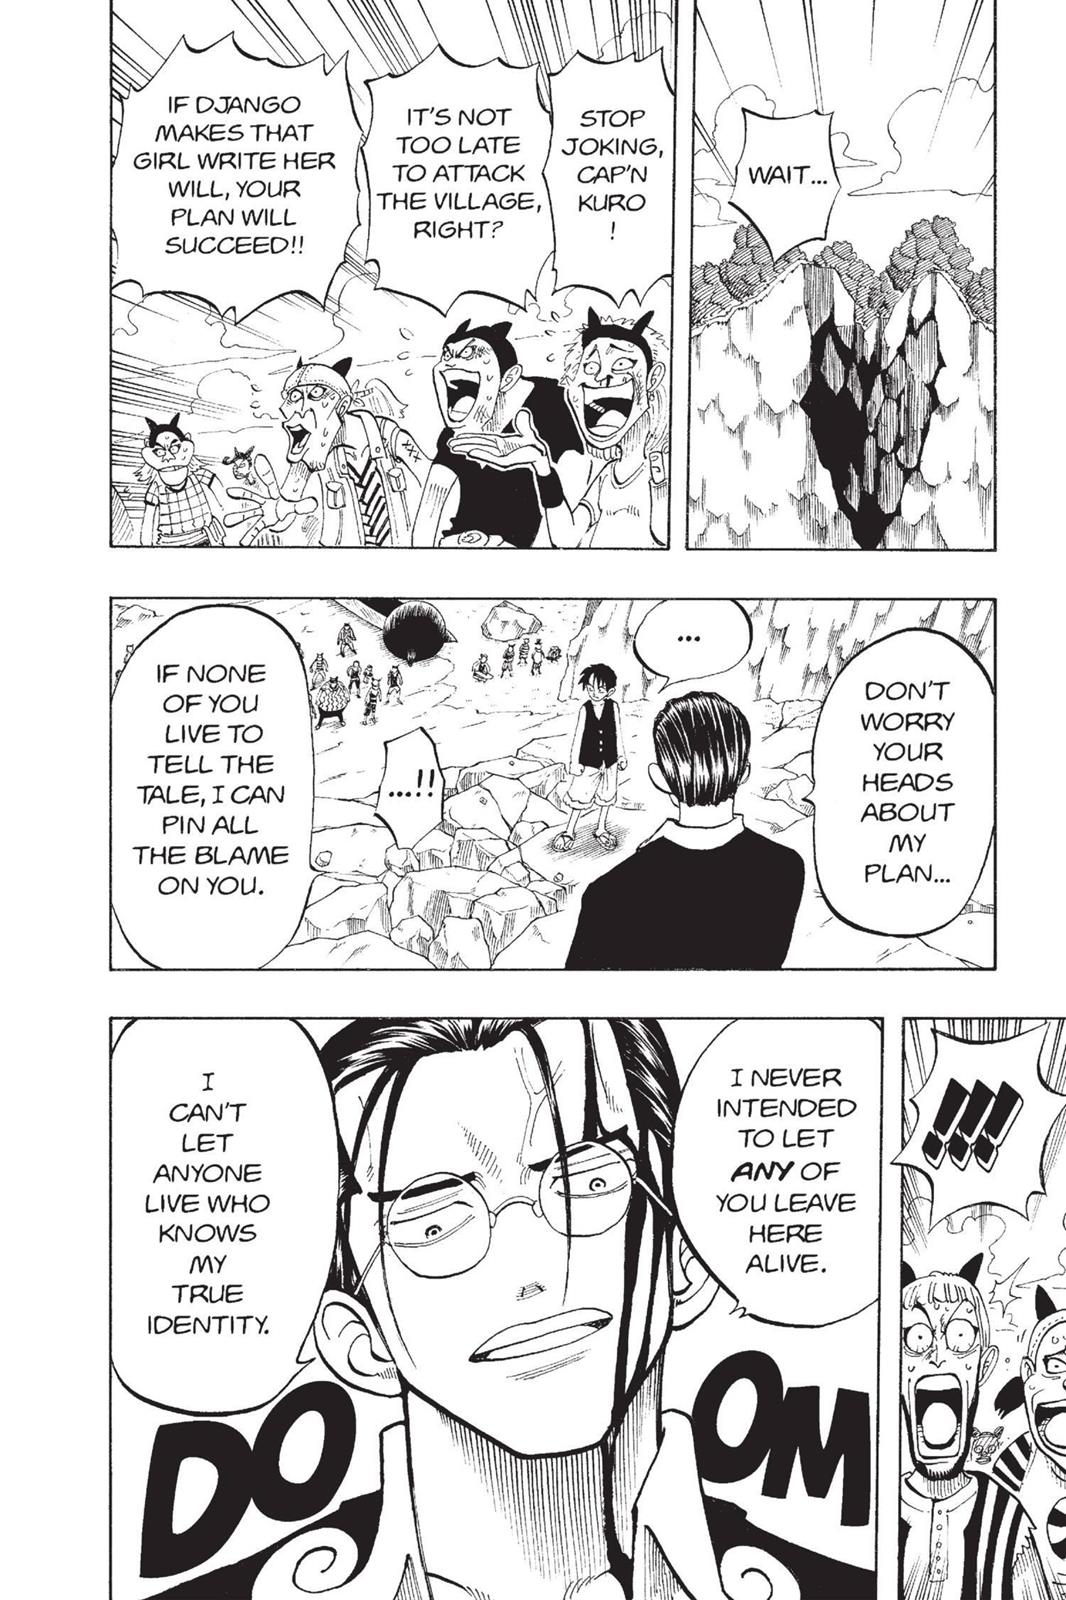 WAIT...
STOP
JOKING,
CAP'N
KURO
!
IT'S NOT
TOO LATE
TO ATTACK
THE VILLAGE,
RIGHT?
IF DJANGO
MAKES THAT
GIRL WRITE HER
WILL, YOUR
PLAN WILL
SUCCEED!!
DON'T
WORRY
YOUR
HEADS
ABOUT
MY
PLAN...
...
...!!
IF NONE
OF YOU
LIVE TO
TELL THE
TALE, I CAN
PIN ALL
THE BLAME
ON YOU.
!!!!
I NEVER
INTENDED
TO LET
ANY OF
YOU LEAVE
HERE
ALIVE.
I
CAN'T
LET
ANYONE
LIVE WHO
KNOWS
MY
TRUE
IDENTITY.
DOOM